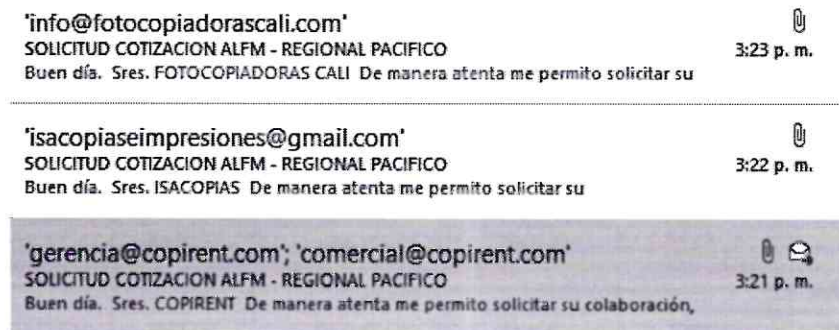 'info@fotocopiadorascali.com'
SOLICITUD COTIZACION ALFM - REGIONAL PACIFICO 3:23 p. m.
Buen día. Sres. FOTOCOPIADORAS CALI De manera atenta me permito solicitar su
'isacopiaseimpresiones@gmail.com'
SOLICITUD COTIZACION ALFM - REGIONAL PACIFICO 3:22 p. m.
Buen día. Sres. ISACOPIAS De manera atenta me permito solicitar su
'gerencia@copirent.com'; 'comercial@copirent.com'
SOLICITUD COTIZACION ALFM - REGIONAL PACIFICO 3:21 p. m.
Buen día. Sres. COPIRENT De manera atenta me permito solicitar su colaboración,